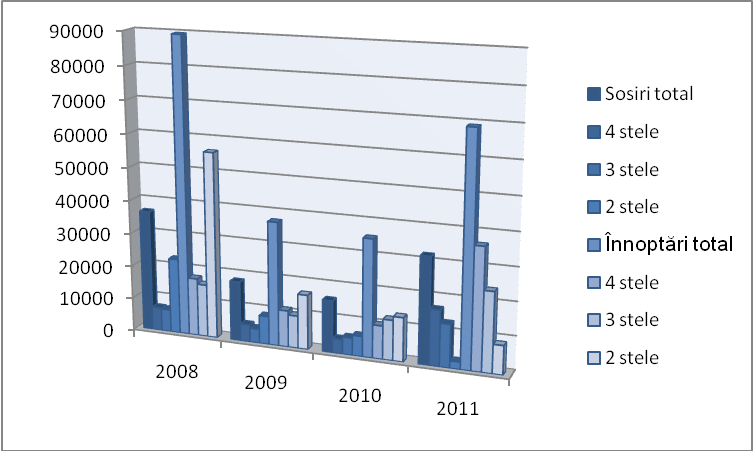 90000
80000
70000
60000
50000
40000
30000
20000
10000
0
2008
2009
2010
2011
Sosiri total
4 stele
3 stele
2 stele
Înnoptări total
4 stele
3 stele
2 stele